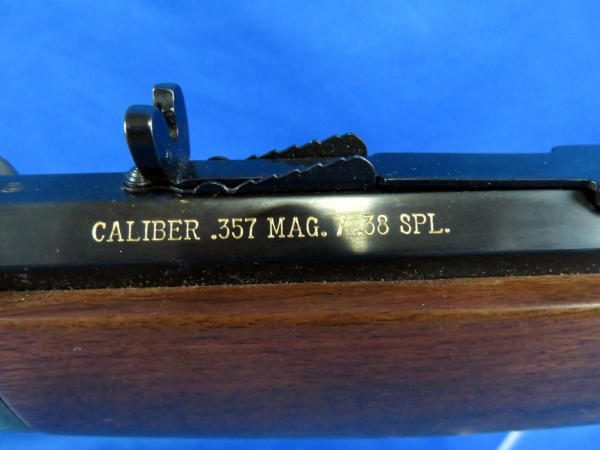 CALIBER .357 MAG. / .38 SPL.